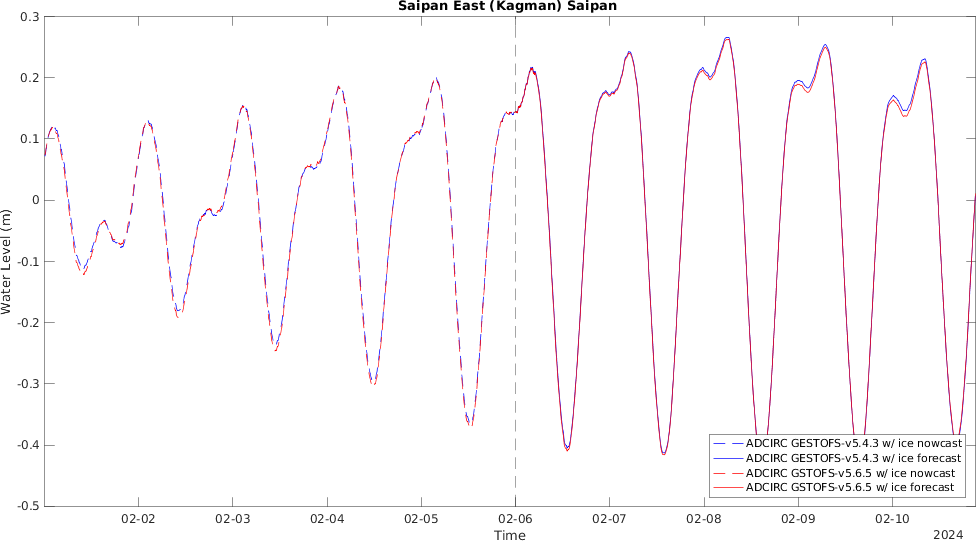 Saipan East (Kagman) Saipan
0.3
0.2
0.1
0
-0.1
-0.2
-0.3
-0.4
-0.5
Water Level (m)
ADCIRC GESTOFS-v5.4.3 w/ ice nowcast
ADCIRC GESTOFS-v5.4.3 w/ ice forecast
ADCIRC GSTOFS-v5.6.5 w/ ice nowcast
ADCIRC GSTOFS-v5.6.5 w/ ice forecast
02-02 02-03 02-04 02-05 02-06 02-07 02-08 02-09 02-10
Time
2024